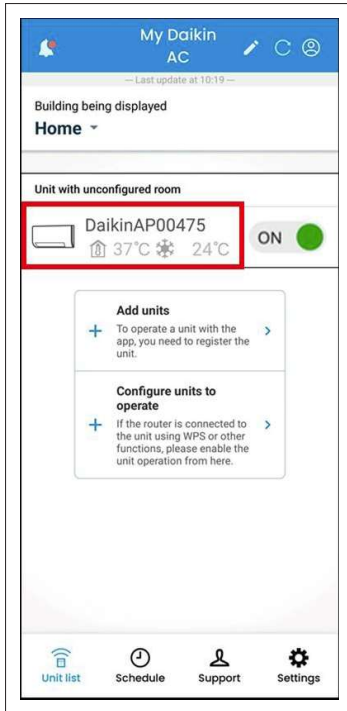 My Daikin
AC
— Last update at 10:19 —
Building being displayed
Home
Unit with unconfigured room
DaikinAP00475
37°C 24°C
ON
Add units
To operate a unit with the
app, you need to register the
unit.
Configure units to
operate
If the router is connected to
the unit using WPS or other
functions, please enable the
unit operation from here.
Unit list
Schedule
Support
Settings